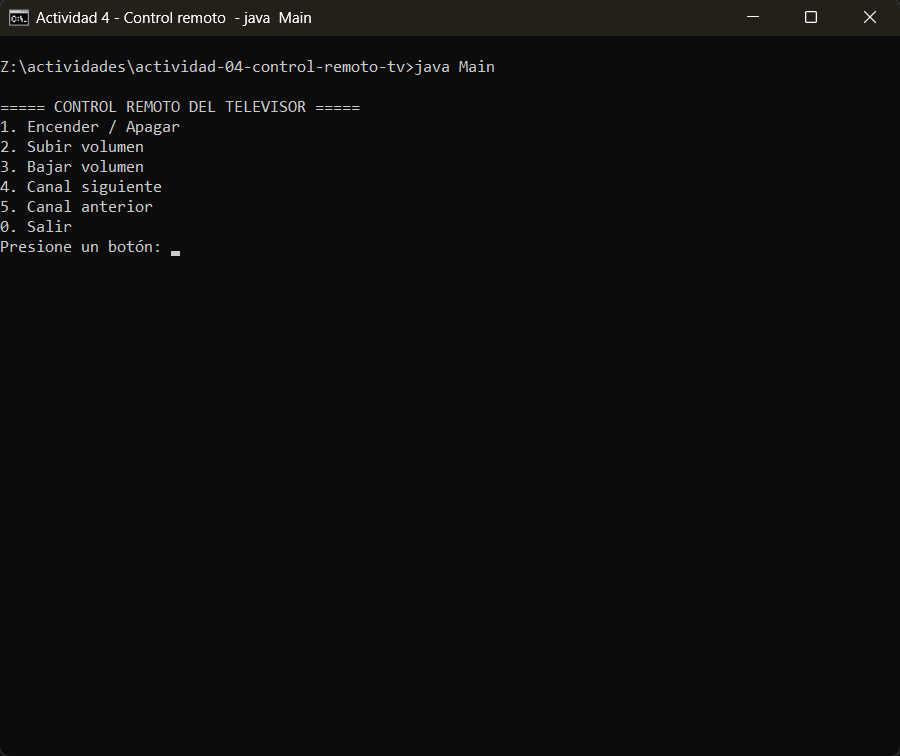 Actividad 4 - Control remoto - java Main
Z:\actividades\actividad-04-control-remoto-tv>java Main
===== CONTROL REMOTO DEL TELEVISOR =====
1. Encender / Apagar
2. Subir volumen
3. Bajar volumen
4. Canal siguiente
5. Canal anterior
0. Salir
Presione un botón: